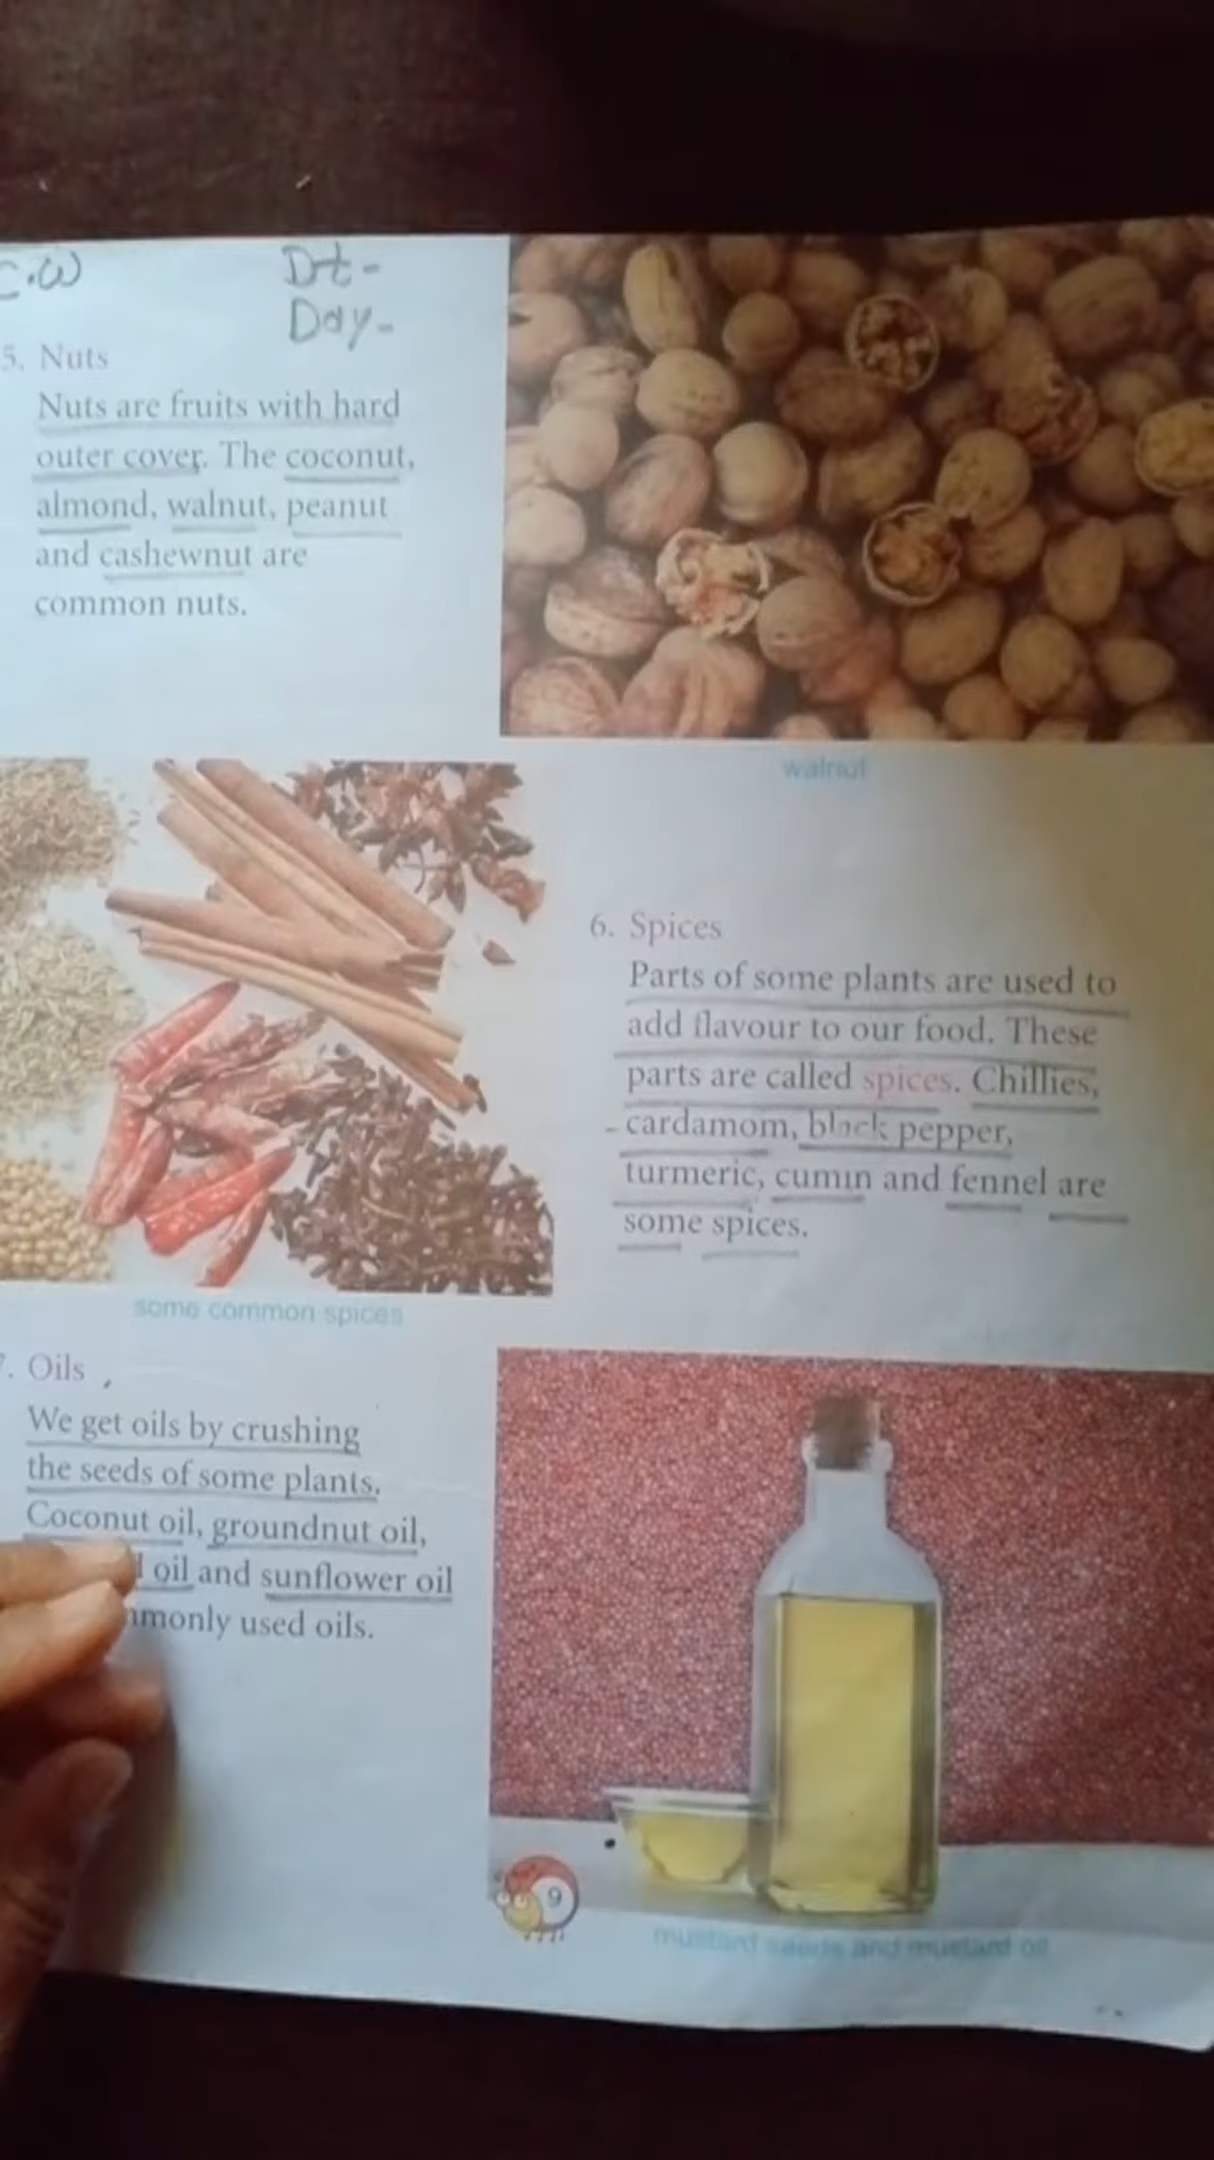 C.W Dt-
Day-
5. Nuts
Nuts are fruits with hard
outer cover. The coconut,
almond, walnut, peanut
and cashewnut are
common nuts.
walnut
6. Spices
Parts of some plants are used to
add flavour to our food. These
parts are called spices. Chillies,
cardamom, black pepper,
turmeric, cumin and fennel are
some spices.
some common spices
7. Oils
We get oils by crushing
the seeds of some plants.
Coconut oil, groundnut oil,
oil and sunflower oil
used oils.
9
mustard seeds and mustard oil